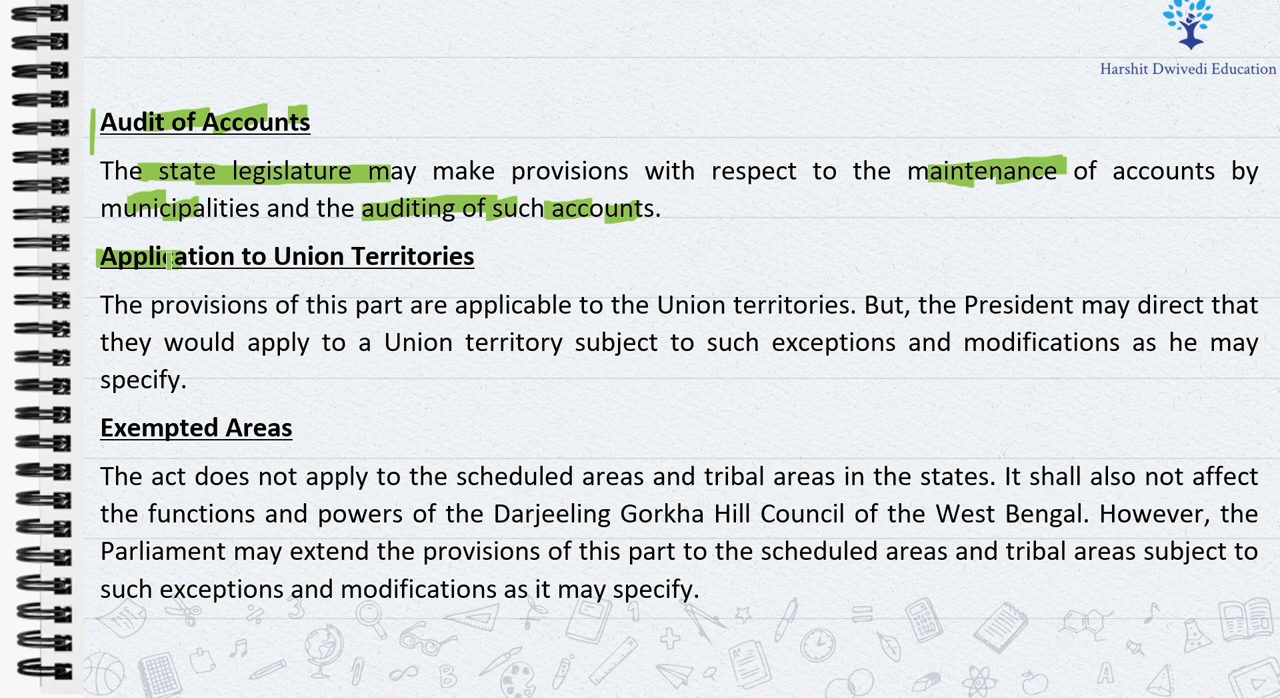 Harshit Dwivedi Education
Audit of Accounts
The state legislature may make provisions with respect to the maintenance of accounts by
municipalities and the auditing of such accounts.
Application to Union Territories
The provisions of this part are applicable to the Union territories. But, the President may direct that
they would apply to a Union territory subject to such exceptions and modifications as he may
specify.
Exempted Areas
The act does not apply to the scheduled areas and tribal areas in the states. It shall also not affect
the functions and powers of the Darjeeling Gorkha Hill Council of the West Bengal. However, the
Parliament may extend the provisions of this part to the scheduled areas and tribal areas subject to
such exceptions and modifications as it may specify.